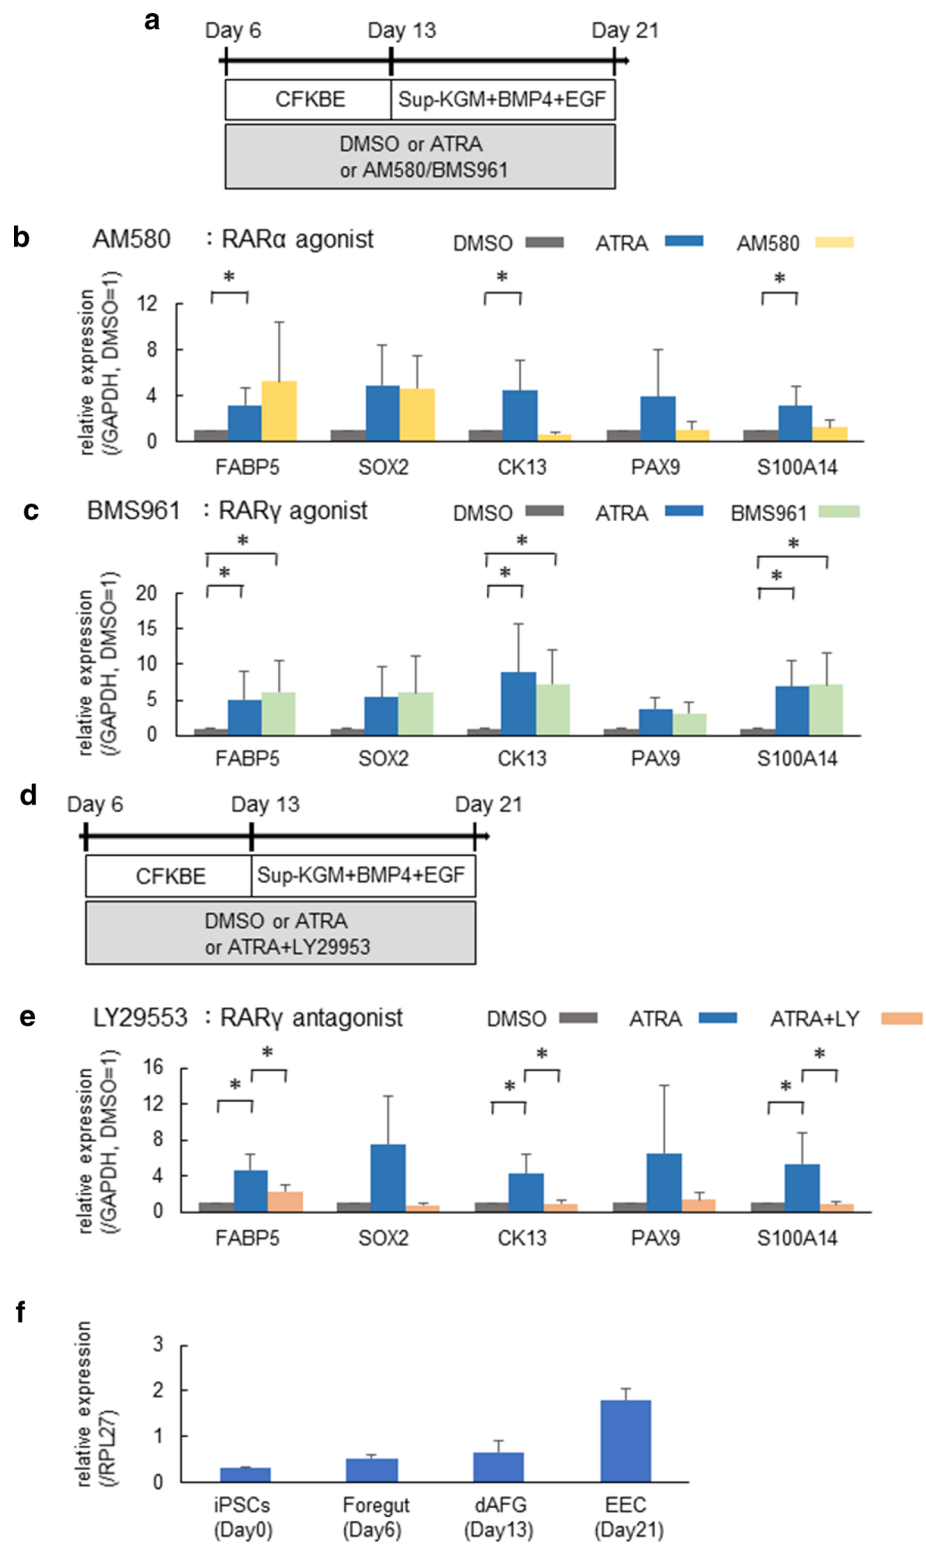 a
Day 6 Day 13 Day 21
CFKBE Sup-KGM+BMP4+EGF
DMSO or ATRA
or AM580/BMS961
b AM580 : RARα agonist DMSO ATRA AM580
relative expression
(/GAPDH, DMSO=1)
* * *
12
8
4
0
FABP5 SOX2 CK13 PAX9 S100A14
c BMS961 : RARγ agonist DMSO ATRA BMS961
relative expression
(/GAPDH, DMSO=1)
* * *
* * *
20
15
10
5
0
FABP5 SOX2 CK13 PAX9 S100A14
d
Day 6 Day 13 Day 21
CFKBE Sup-KGM+BMP4+EGF
DMSO or ATRA
or ATRA+LY29953
e LY29553 : RARγ antagonist DMSO ATRA ATRA+LY
relative expression
(/GAPDH, DMSO=1)
* * *
* * *
16
12
8
4
0
FABP5 SOX2 CK13 PAX9 S100A14
f
relative expression
(/RPL27)
3
2
1
0
iPSCs Foregut dAFG EEC
(Day0) (Day6) (Day13) (Day21)